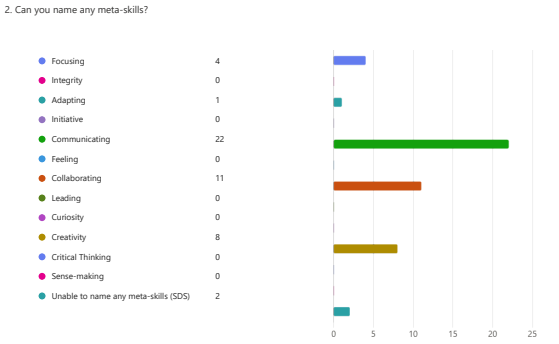 2. Can you name any meta-skills?
Focusing 4
Integrity 0
Adapting 1
Initiative 0
Communicating 22
Feeling 0
Collaborating 11
Leading 0
Curiosity 0
Creativity 8
Critical Thinking 0
Sense-making 0
Unable to name any meta-skills (SDS) 2
0 5 10 15 20 25